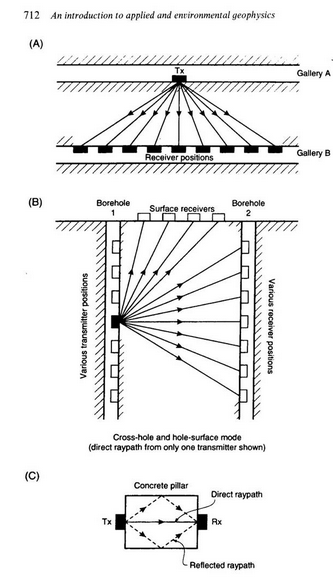 712 An introduction to applied and environmental geophysics
(A)
Tx
Gallery A
Gallery B
Receiver positions
(B)
Borehole
1
Surface receivers
Borehole
2
Various transmitter positions
Various receiver positions
Cross-hole and hole-surface mode
(direct raypath from only one transmitter shown)
(C)
Concrete pillar
Direct raypath
Tx
Rx
Reflected raypath